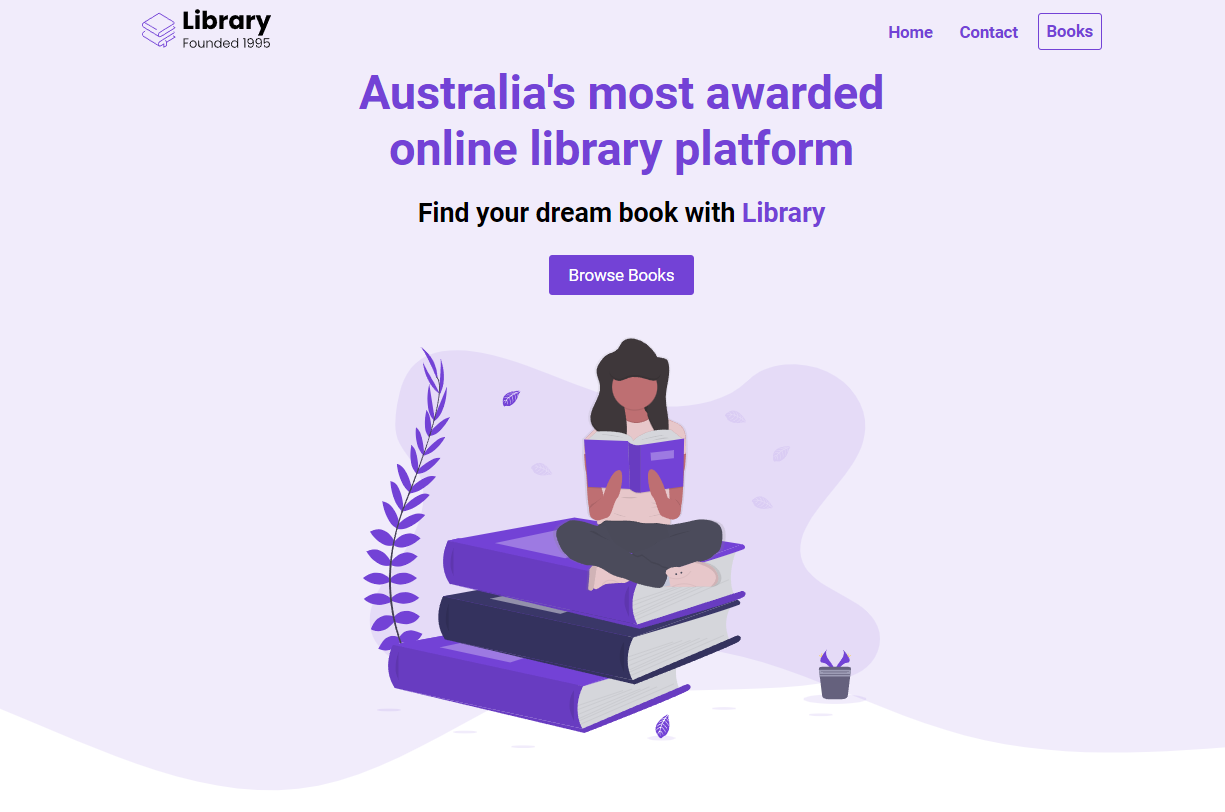 Library
Founded 1995
Home
Contact
Books
Australia's most awarded
online library platform
Find your dream book with Library
Browse Books